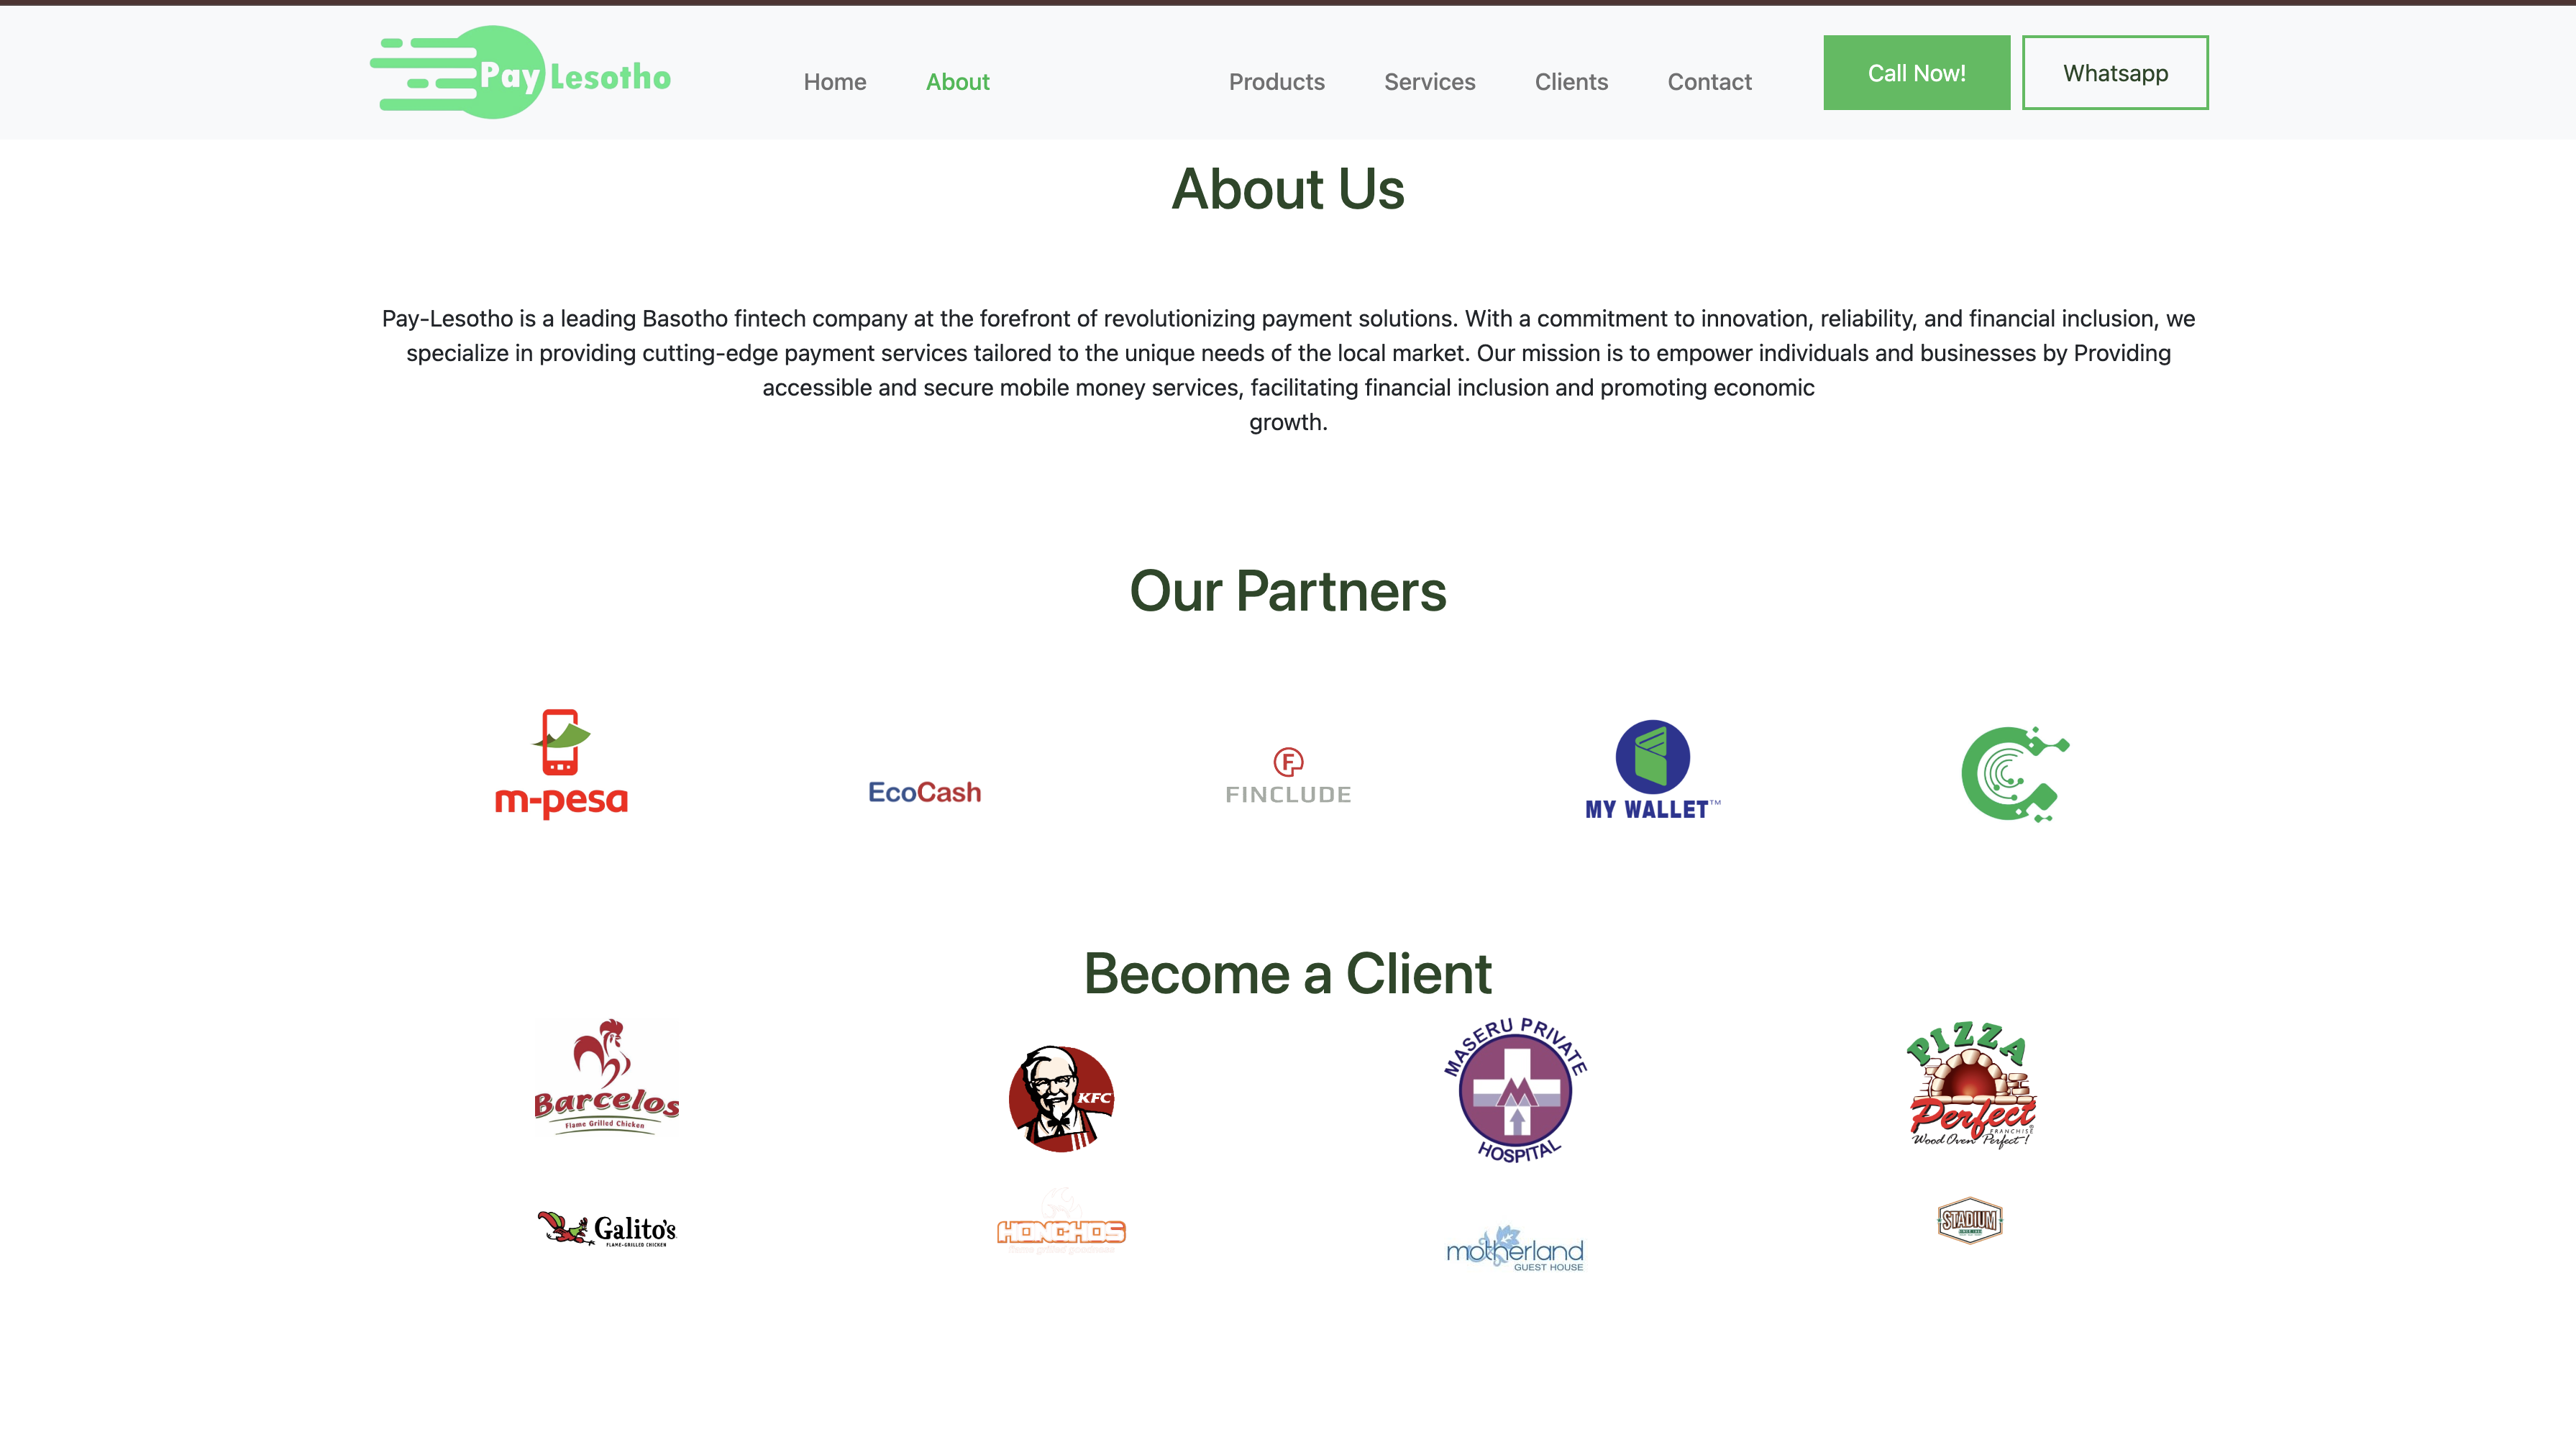 Pay Lesotho
Home About Products Services Clients Contact Call Now! Whatsapp
About Us
Pay-Lesotho is a leading Basotho fintech company at the forefront of revolutionizing payment solutions. With a commitment to innovation, reliability, and financial inclusion, we
specialize in providing cutting-edge payment services tailored to the unique needs of the local market. Our mission is to empower individuals and businesses by Providing
accessible and secure mobile money services, facilitating financial inclusion and promoting economic
growth.
Our Partners
m-pesa
EcoCash
F
FINCLUDE
MY WALLET™
Become a Client
Barcelos
Flame Grilled Chicken
KFC
MASERU PRIVATE
HOSPITAL
PIZZA
Perfect
FRANCHISE
Wood Oven Perfect!
Galito's
FLAME-GRILLED CHICKEN
HONCHOS
motherland
GUEST HOUSE
STADIUM